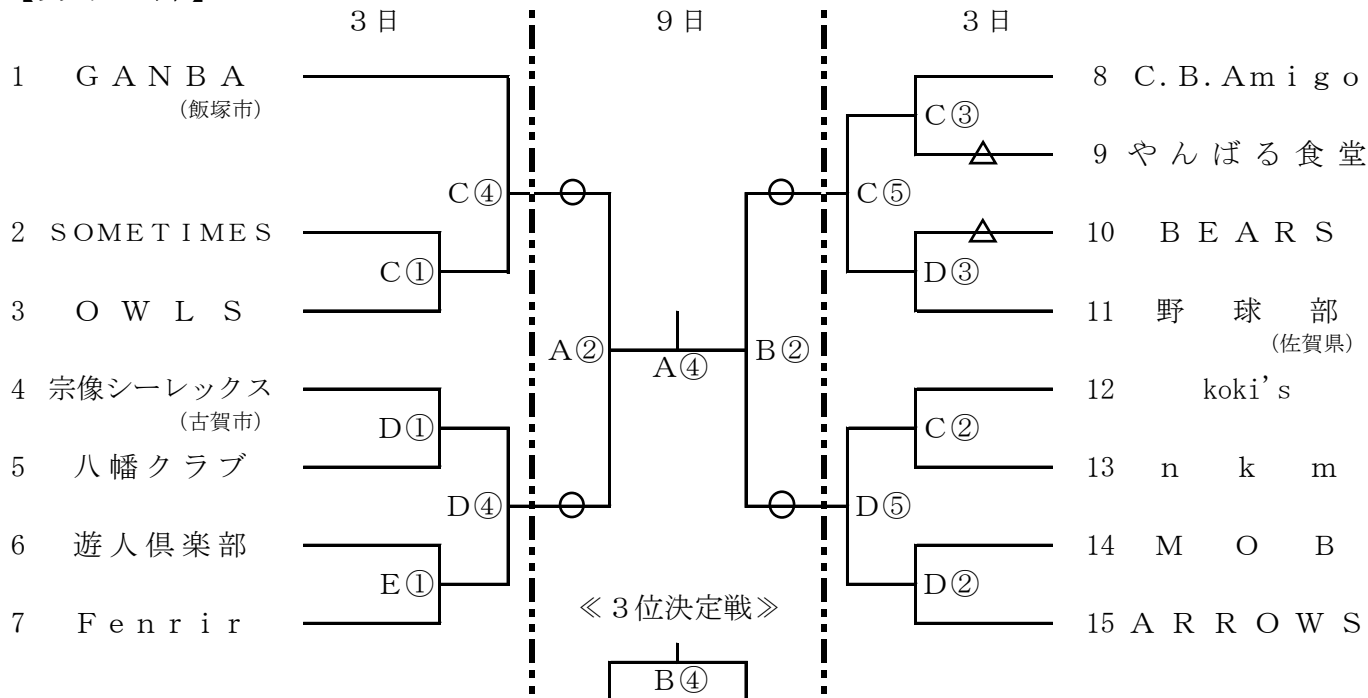 3日 9日 3日
1 GANBA
(飯塚市)
2 SOMETIMES
3 OWLS
4 宗像シーレックス
(古賀市)
5 八幡クラブ
6 遊人倶楽部
7 Fenrir
C④
C①
D①
D④
E①
A②
A④
B②
≪3位決定戦≫
B④
C③
C⑤
D③
C②
D⑤
D②
8 C.B.Amigo
9 やんばる食堂
10 BEARS
11 野球部
(佐賀県)
12 koki's
13 nkm
14 MOB
15 ARROWS